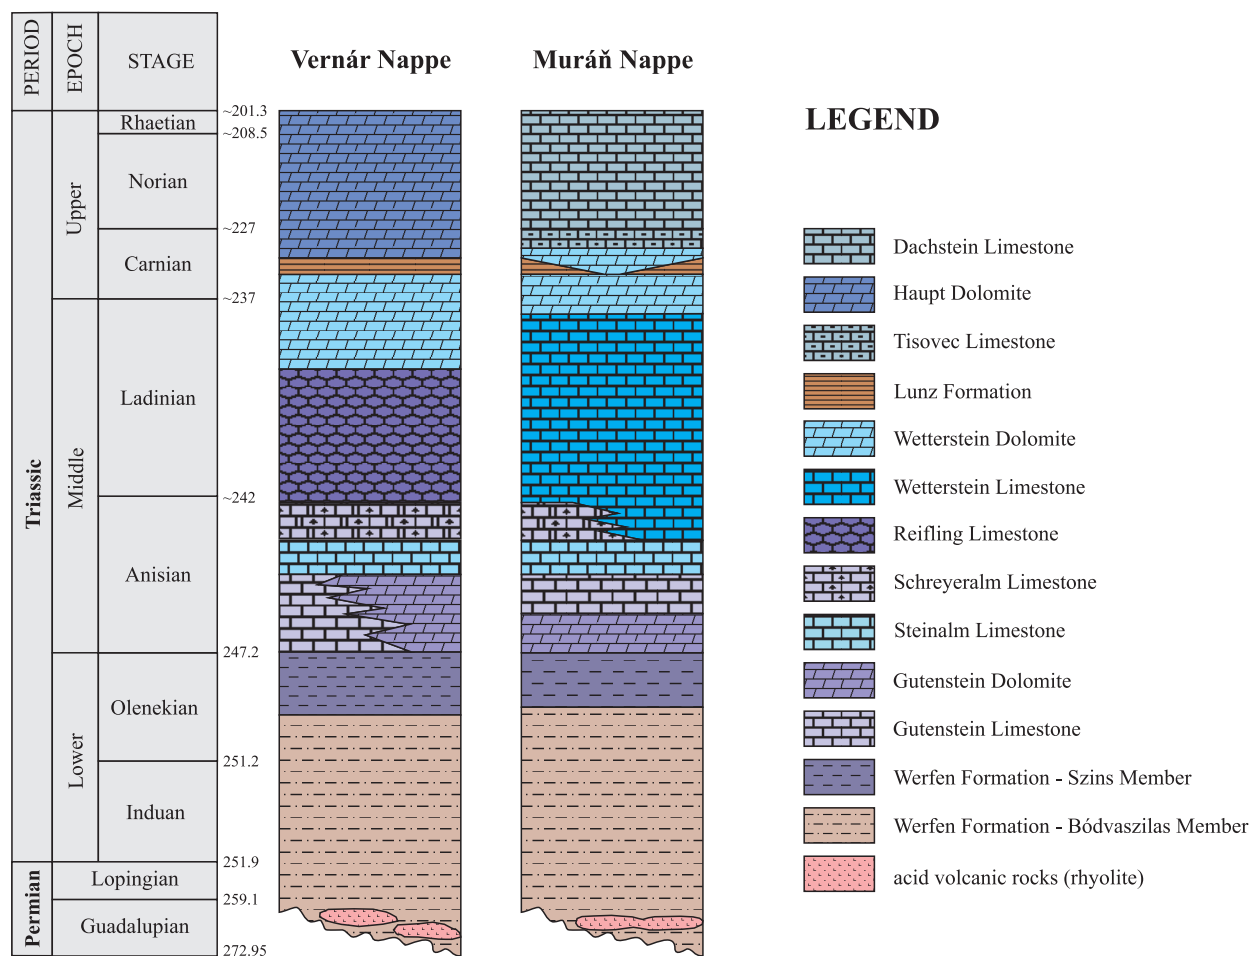 PERIOD
EPOCH
STAGE
Vernár Nappe
Muráň Nappe
LEGEND
Triassic
Permian
Upper
Middle
Lower
Rhaetian
Norian
Carnian
Ladinian
Anisian
Olenekian
Induan
Lopingian
Guadalupian
~201.3
~208.5
~227
~237
~242
247.2
251.2
251.9
259.1
272.95
Dachstein Limestone
Haupt Dolomite
Tisovec Limestone
Lunz Formation
Wetterstein Dolomite
Wetterstein Limestone
Reifling Limestone
Schreyeralm Limestone
Steinalm Limestone
Gutenstein Dolomite
Gutenstein Limestone
Werfen Formation - Szins Member
Werfen Formation - Bódvaszilas Member
acid volcanic rocks (rhyolite)